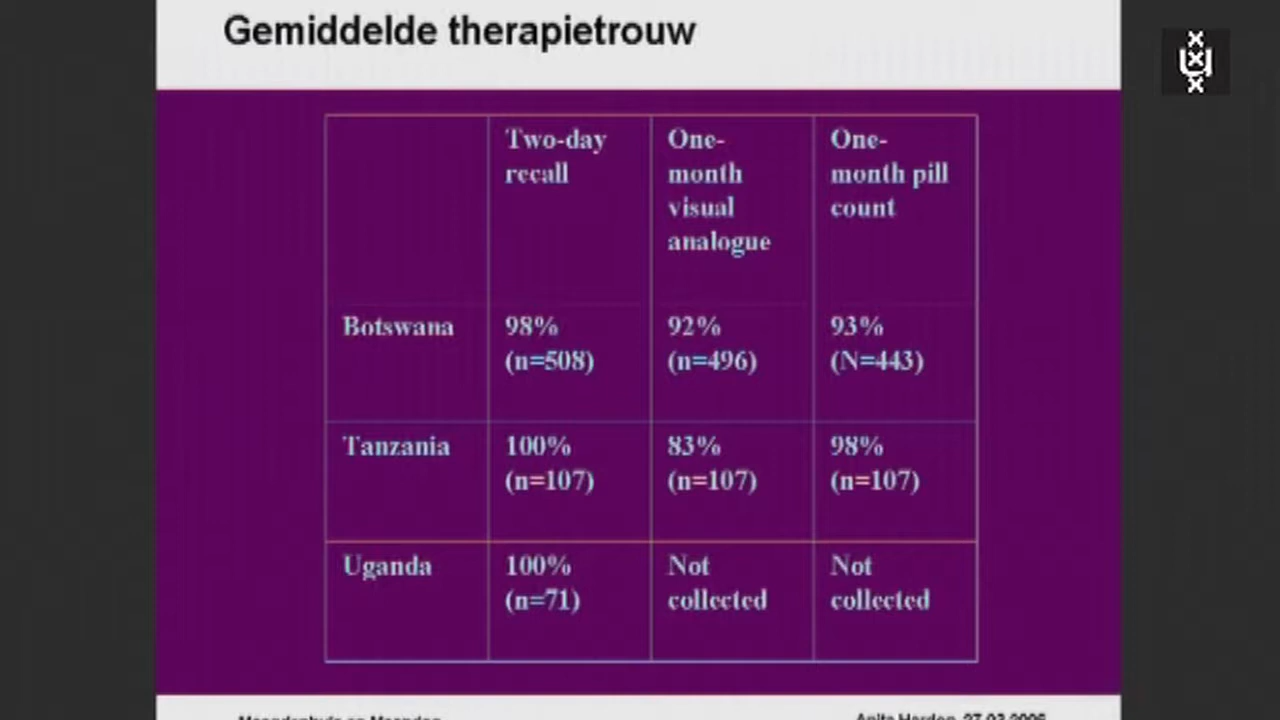 Gemiddelde therapietrouw
Two-day
recall
One-
month
visual
analogue
One-
month pill
count
Botswana
98%
(n=508)
92%
(n=496)
93%
(N=443)
Tanzania
100%
(n=107)
83%
(n=107)
98%
(n=107)
Uganda
100%
(n=71)
Not
collected
Not
collected